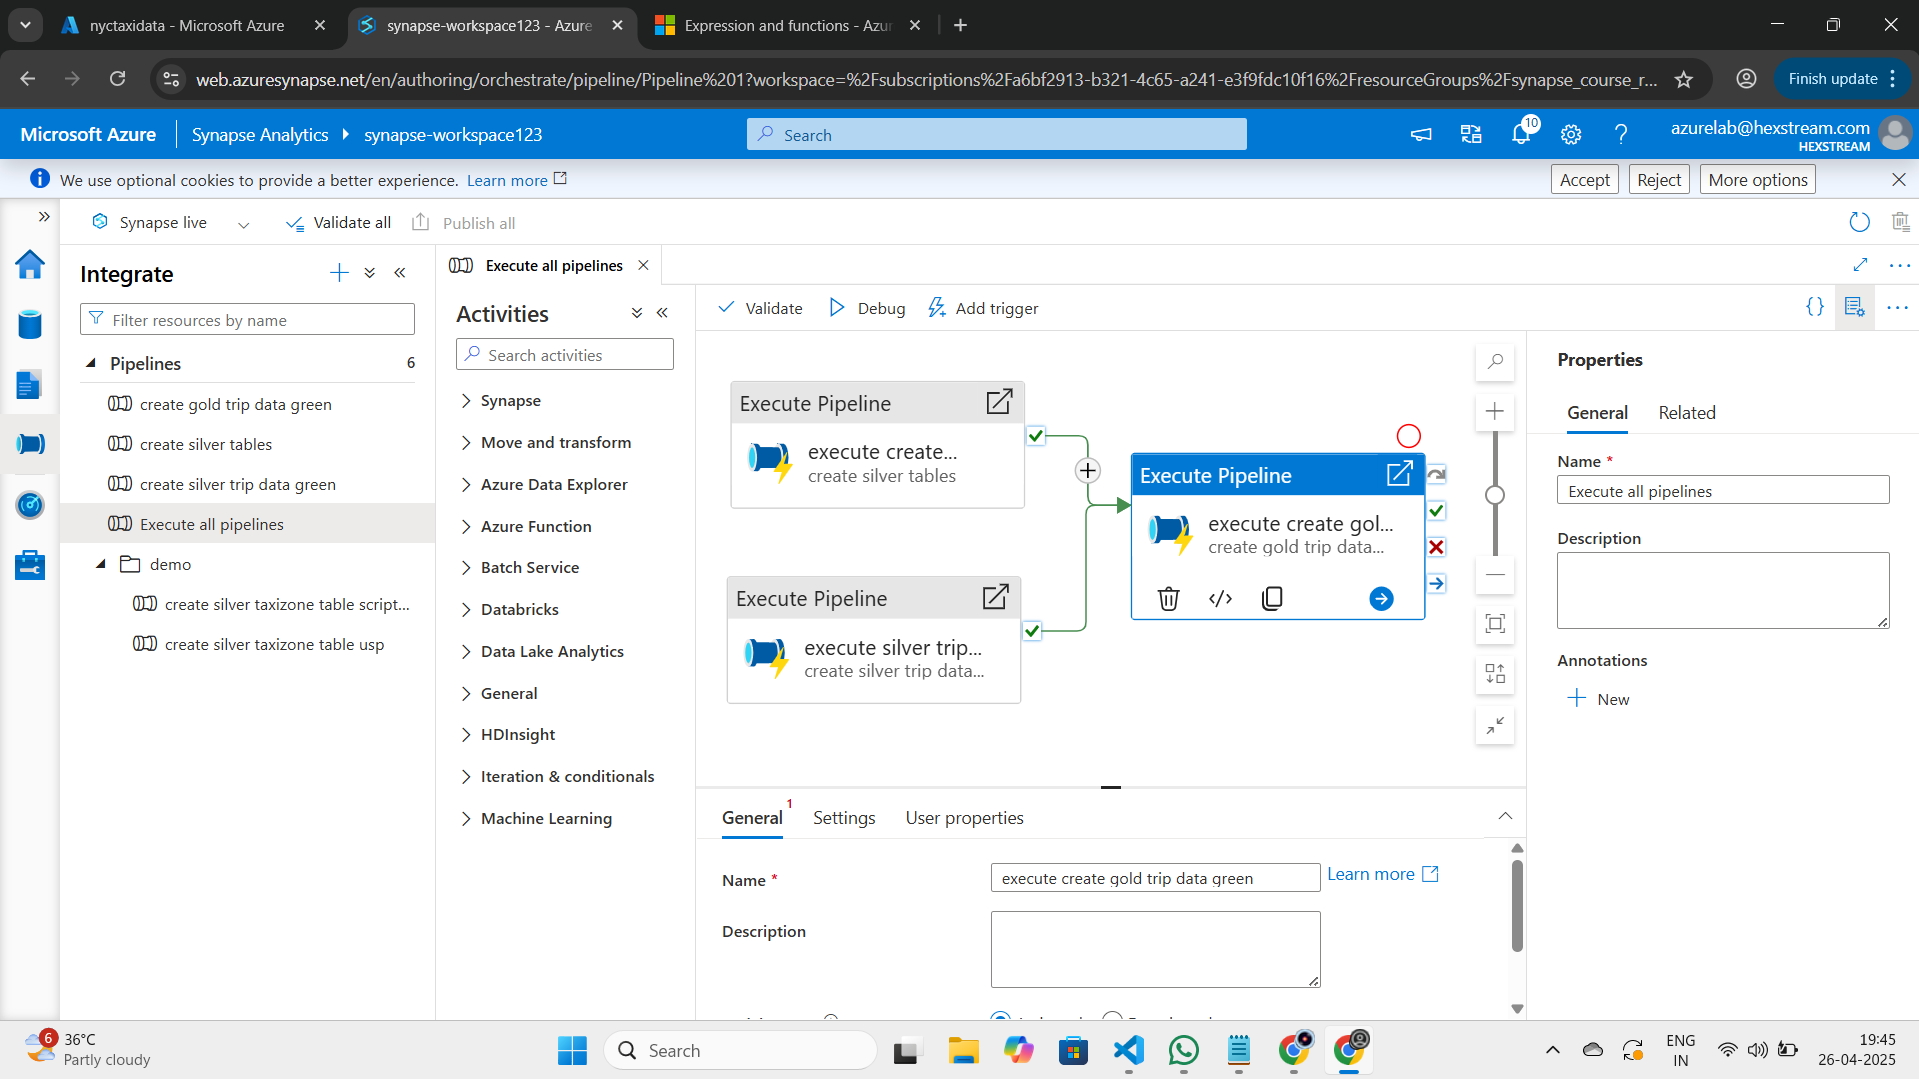 nyctaxidata - Microsoft Azure
synapse-workspace123 - Azure
Expression and functions - Azur
web.azuresynapse.net/en/authoring/orchestrate/pipeline/Pipeline%201?workspace=%2Fsubscriptions%2Fa6bf2913-b321-4c65-a241-e3f9fdc10f16%2FresourceGroups%2Fsynapse_course_r...
Finish update
Microsoft Azure
Synapse Analytics
synapse-workspace123
Search
10
azurelab@hexstream.com
HEXSTREAM
We use optional cookies to provide a better experience. Learn more
Accept
Reject
More options
Synapse live
Validate all
Publish all
Integrate
Filter resources by name
Pipelines
6
create gold trip data green
create silver tables
create silver trip data green
Execute all pipelines
demo
create silver taxizone table script...
create silver taxizone table usp
Execute all pipelines
Activities
Search activities
Synapse
Move and transform
Azure Data Explorer
Azure Function
Batch Service
Databricks
Data Lake Analytics
General
HDInsight
Iteration & conditionals
Machine Learning
Validate
Debug
Add trigger
Execute Pipeline
execute create...
create silver tables
Execute Pipeline
execute silver trip...
create silver trip data...
Execute Pipeline
execute create gol...
create gold trip data...
General
1
Settings
User properties
Name *
execute create gold trip data green
Learn more
Description
Properties
General
Related
Name *
Execute all pipelines
Description
Annotations
New
6
36°C
Partly cloudy
Search
ENG
IN
19:45
26-04-2025